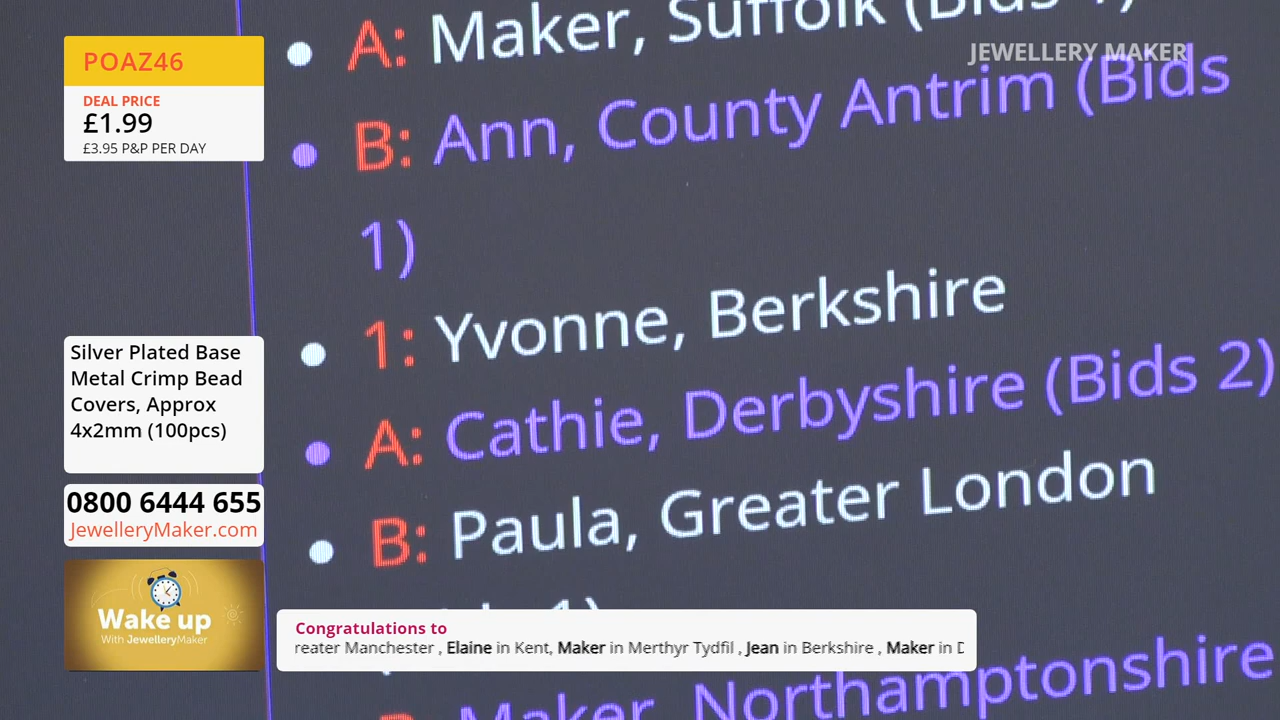 POAZ46
DEAL PRICE
£1.99
£3.95 P&P PER DAY
Silver Plated Base
Metal Crimp Bead
Covers, Approx
4x2mm (100pcs)
0800 6444 655
JewelleryMaker.com
Wake up
With JewelleryMaker
JEWELLERY MAKER
A: Maker, Suffolk (Bids 1)
B: Ann, County Antrim (Bids
1)
1: Yvonne, Berkshire
A: Cathie, Derbyshire (Bids 2)
B: Paula, Greater London
1)
Maker, Northamptonshire
Congratulations to
reater Manchester , Elaine in Kent, Maker in Merthyr Tydfil , Jean in Berkshire , Maker in D